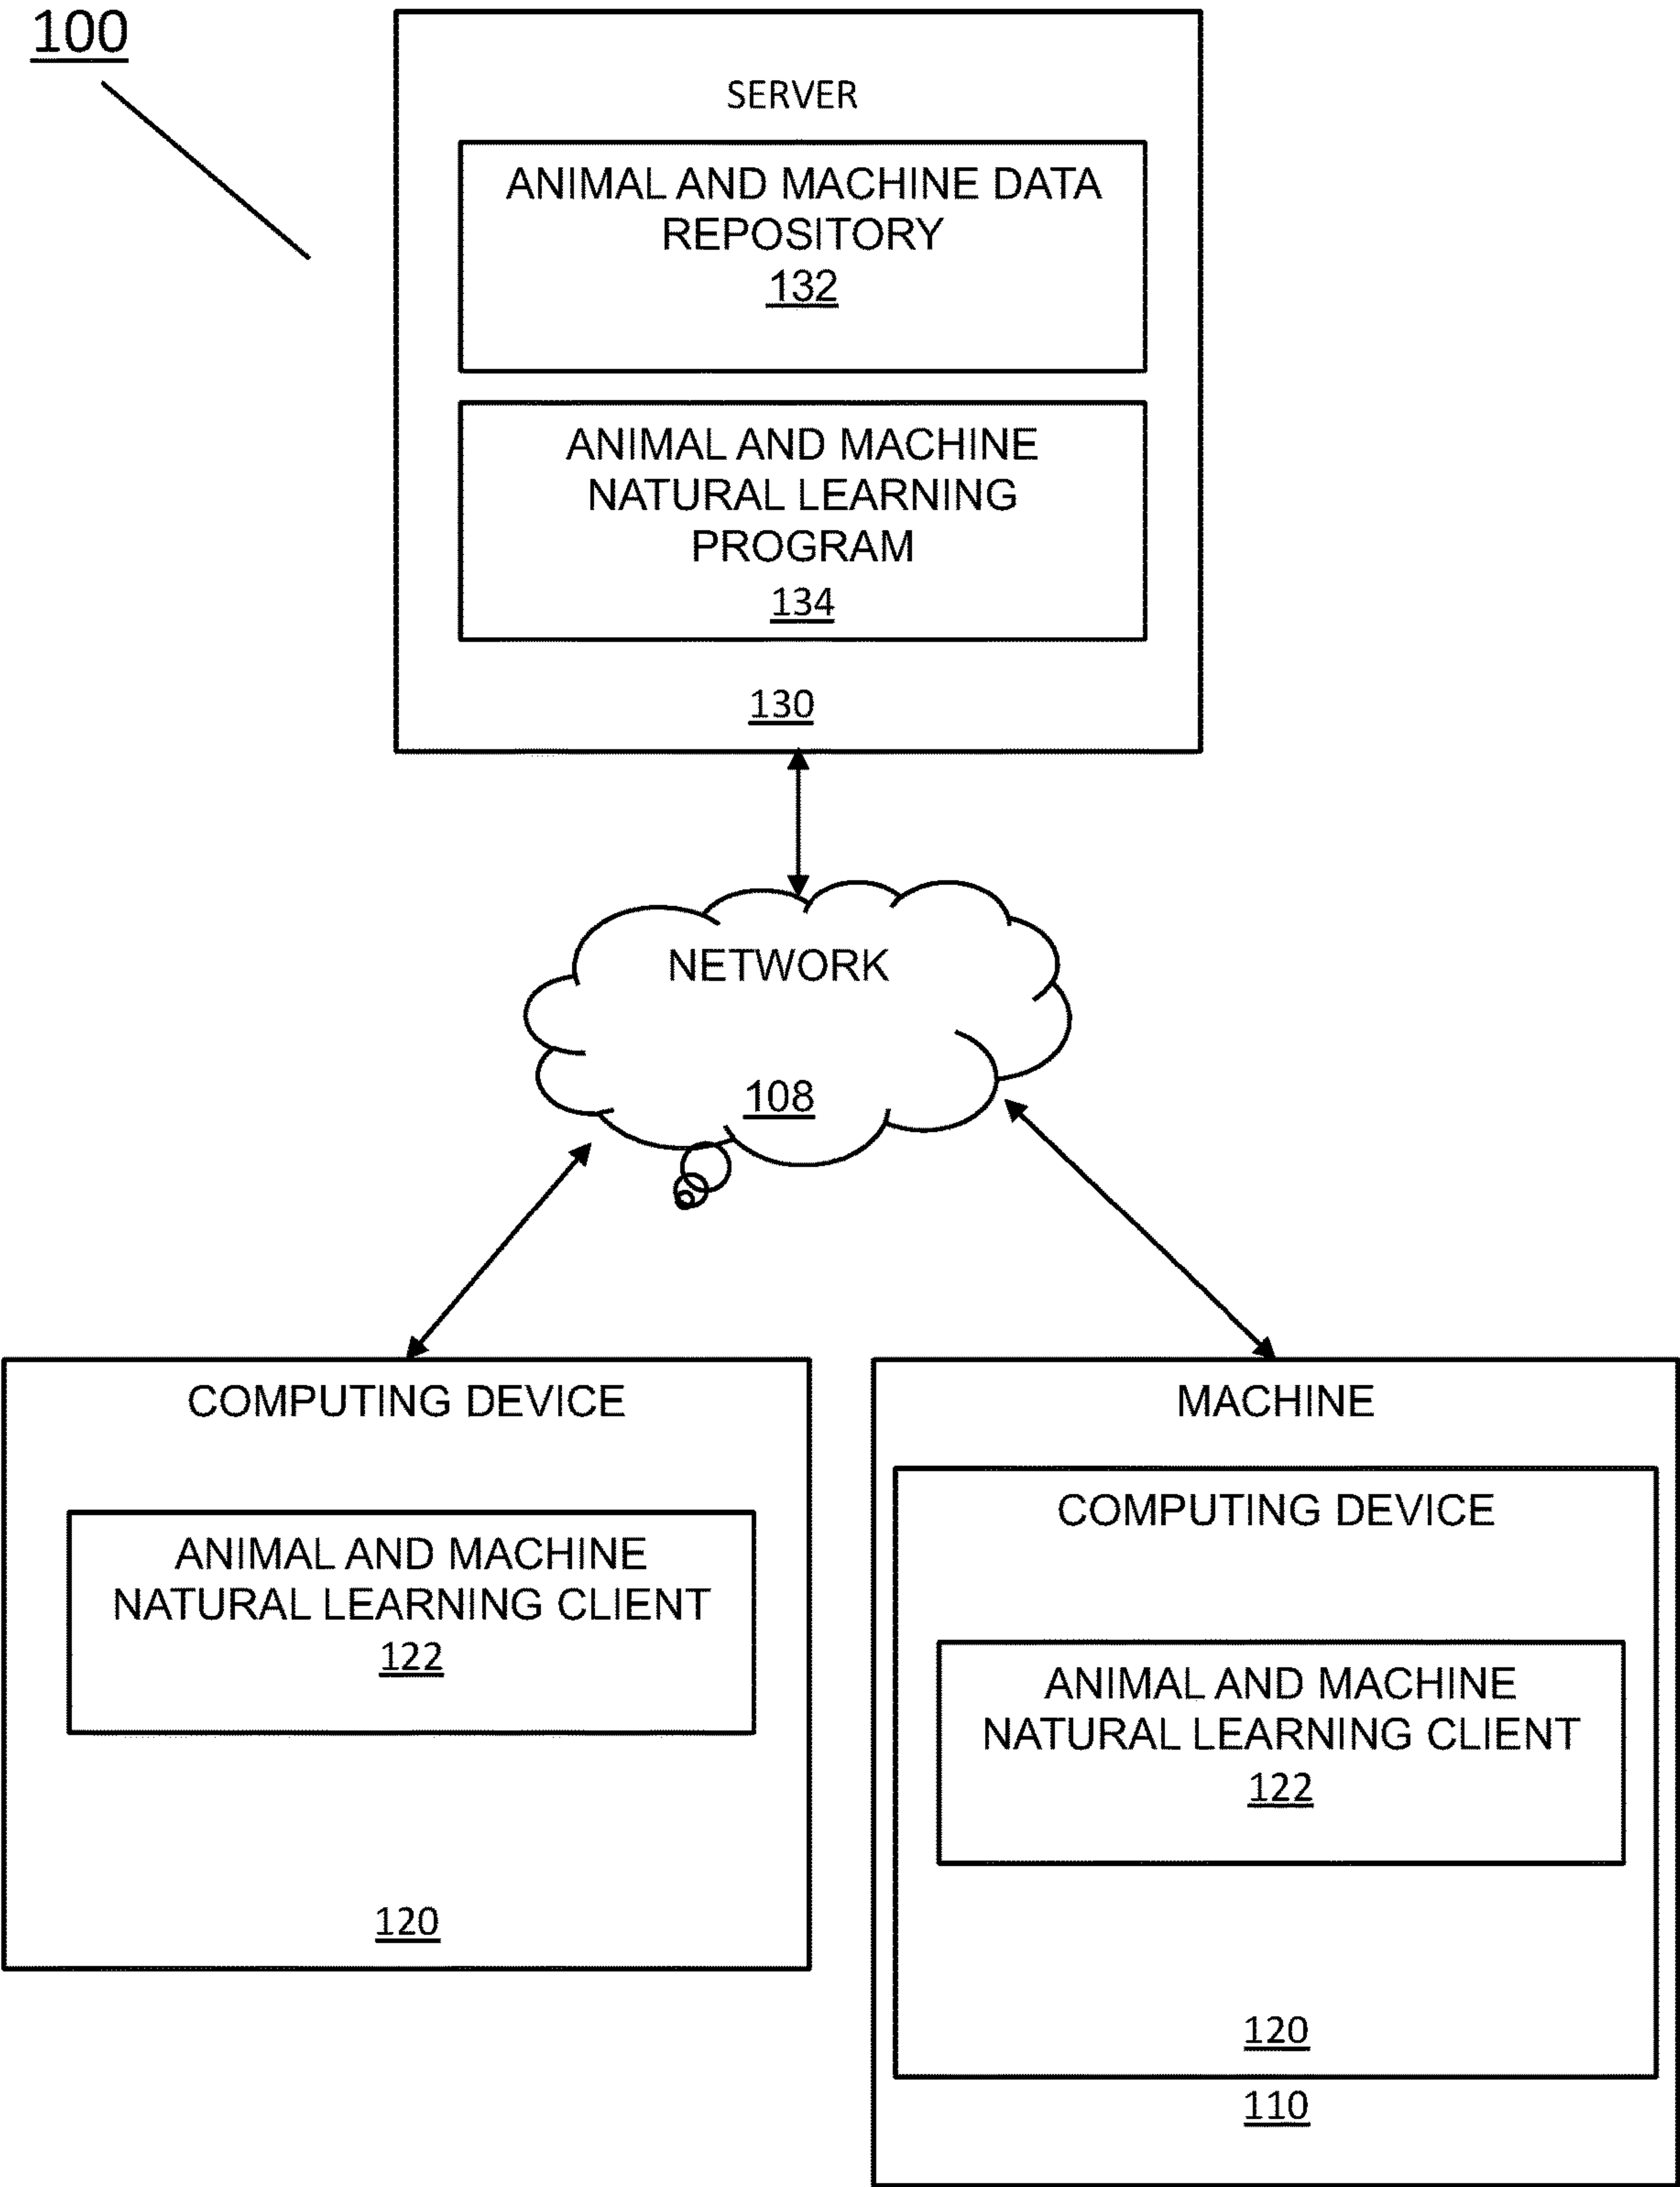 100
SERVER
ANIMAL AND MACHINE DATA
REPOSITORY
132
ANIMAL AND MACHINE
NATURAL LEARNING
PROGRAM
134
130
NETWORK
108
COMPUTING DEVICE
ANIMAL AND MACHINE
NATURAL LEARNING CLIENT
122
120
MACHINE
COMPUTING DEVICE
ANIMAL AND MACHINE
NATURAL LEARNING CLIENT
122
120
110